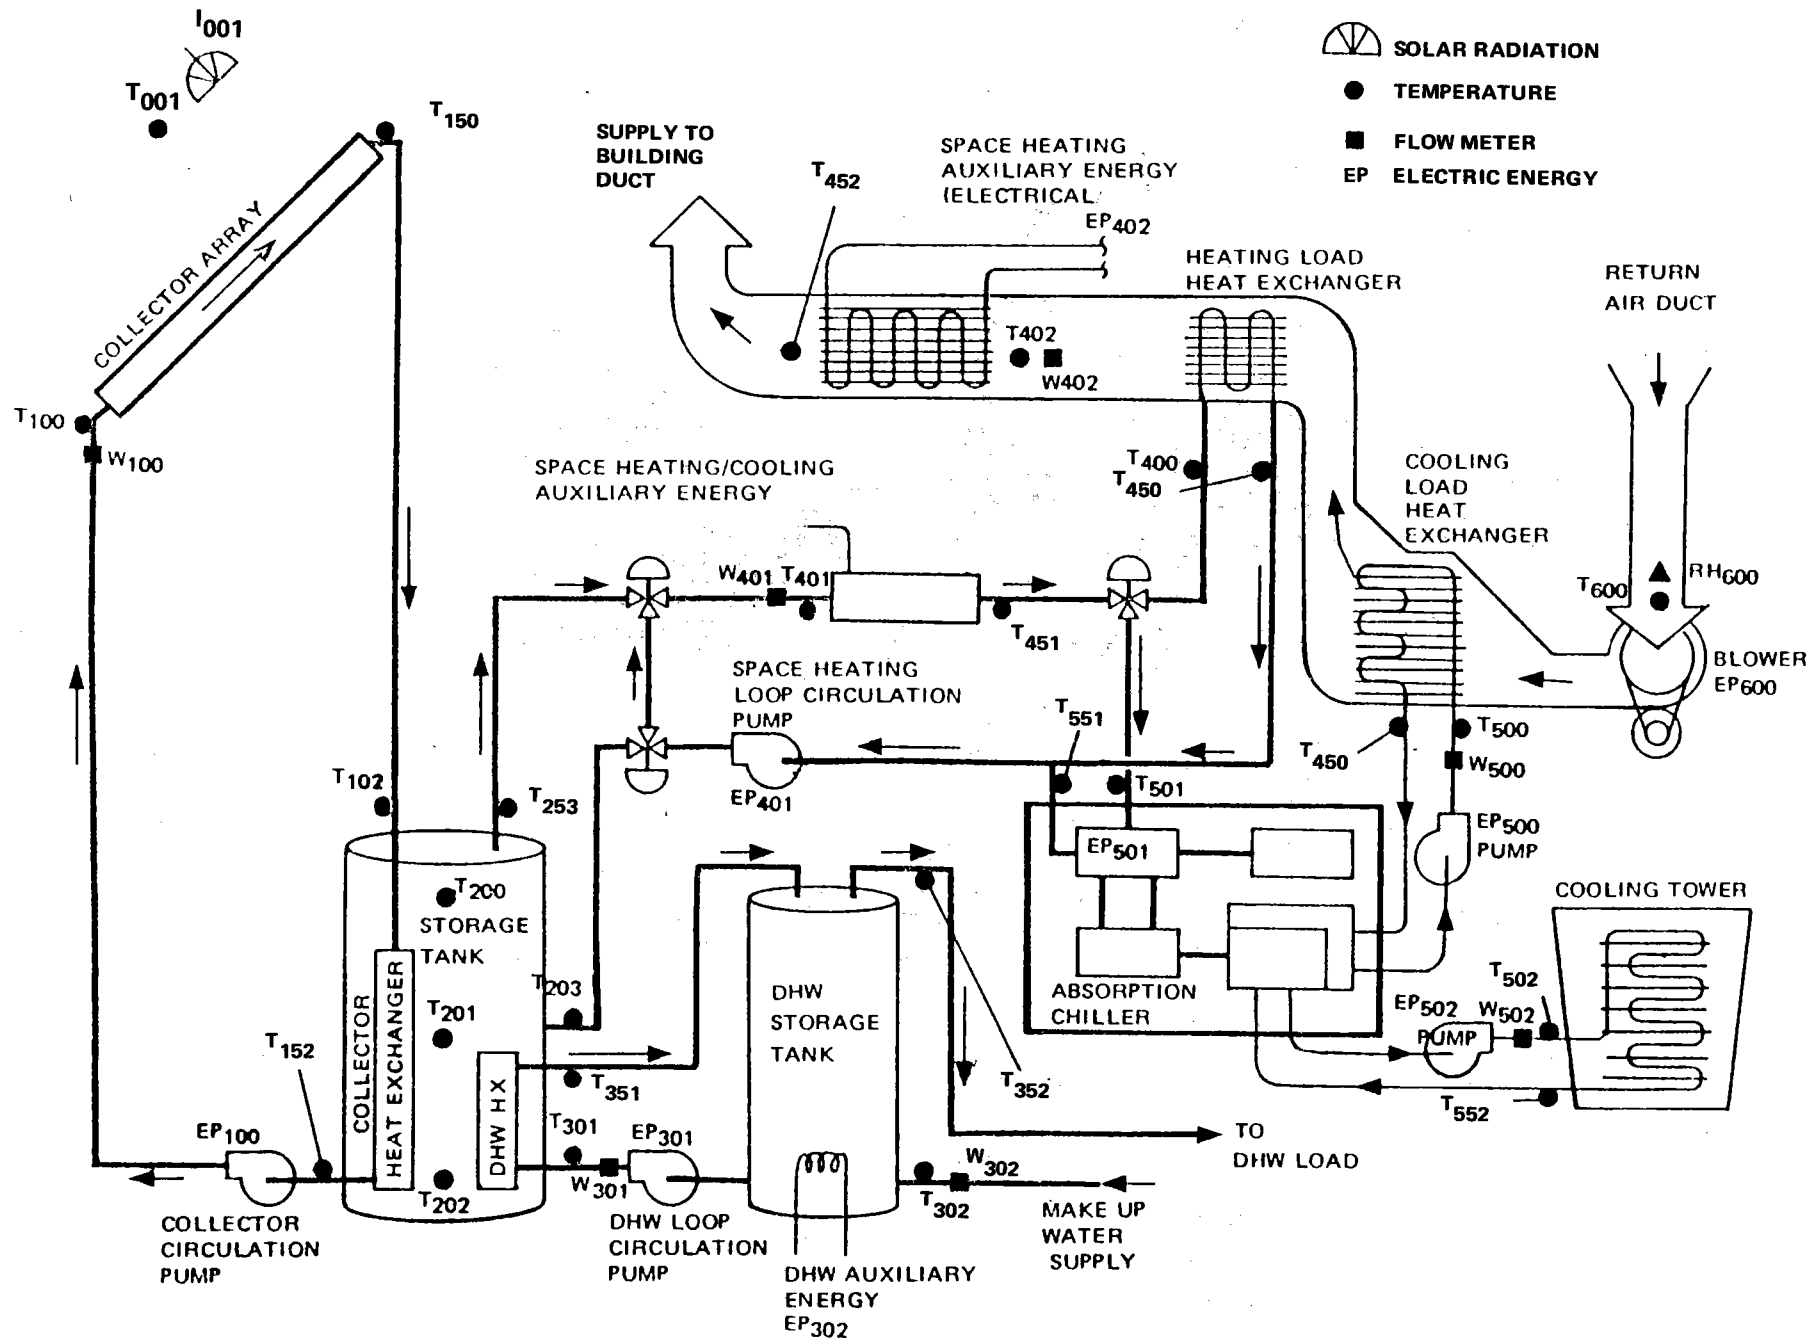 I001
T001
T150
SOLAR RADIATION
TEMPERATURE
FLOW METER
EP ELECTRIC ENERGY
SUPPLY TO
BUILDING
DUCT
T452
SPACE HEATING
AUXILIARY ENERGY
(ELECTRICAL
EP402
HEATING LOAD
HEAT EXCHANGER
RETURN
AIR DUCT
COLLECTOR ARRAY
T402
W402
T100
W100
SPACE HEATING/COOLING
AUXILIARY ENERGY
T400
T450
COOLING
LOAD
HEAT
EXCHANGER
W401
T401
T451
T600
RH600
BLOWER
EP600
SPACE HEATING
LOOP CIRCULATION
PUMP
EP401
T551
T501
T450
T500
W500
EP500
PUMP
T102
T253
T200
STORAGE
TANK
COLLECTOR
HEAT EXCHANGER
T201
T202
T203
DHW HX
T351
T301
W301
EP301
DHW LOOP
CIRCULATION
PUMP
DHW
STORAGE
TANK
T352
EP501
ABSORPTION
CHILLER
COOLING TOWER
T502
W502
EP502
PUMP
T552
TO
DHW LOAD
T152
EP100
COLLECTOR
CIRCULATION
PUMP
W302
T302
MAKE UP
WATER
SUPPLY
DHW AUXILIARY
ENERGY
EP302